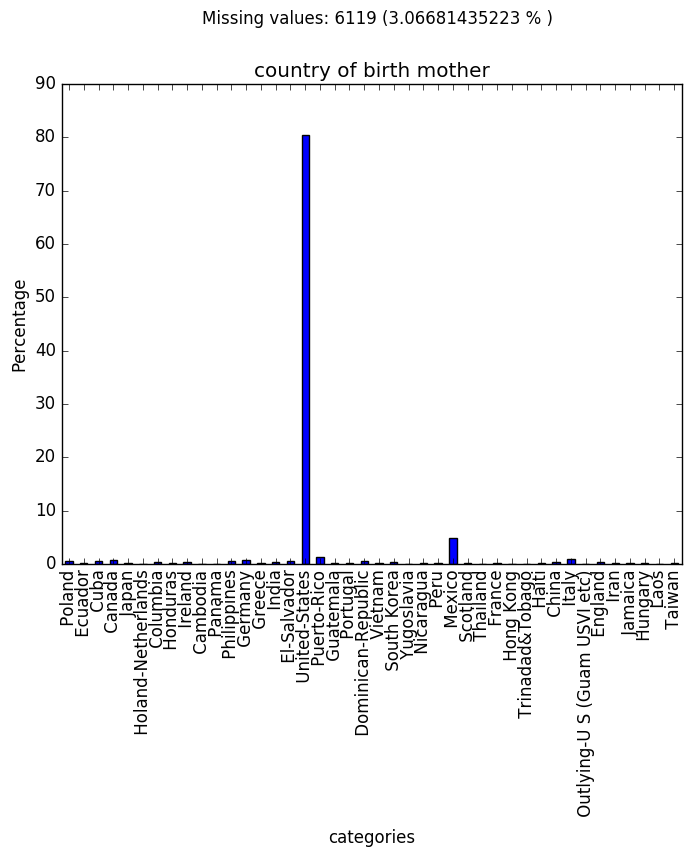 Missing values: 6119 (3.06681435223 % )
country of birth mother
90
80
70
60
50
40
30
20
10
0
Percentage
Poland
Ecuador
Cuba
Canada
Japan
Holand-Netherlands
Columbia
Honduras
Ireland
Cambodia
Panama
Philippines
Germany
Greece
India
El-Salvador
United-States
Puerto-Rico
Guatemala
Portugal
Dominican-Republic
Vietnam
South Korea
Yugoslavia
Nicaragua
Peru
Mexico
Scotland
Thailand
France
Hong Kong
Trinadad&Tobago
Haiti
China
Italy
Outlying-U S (Guam USVI etc)
England
Iran
Jamaica
Hungary
Laos
Taiwan
categories